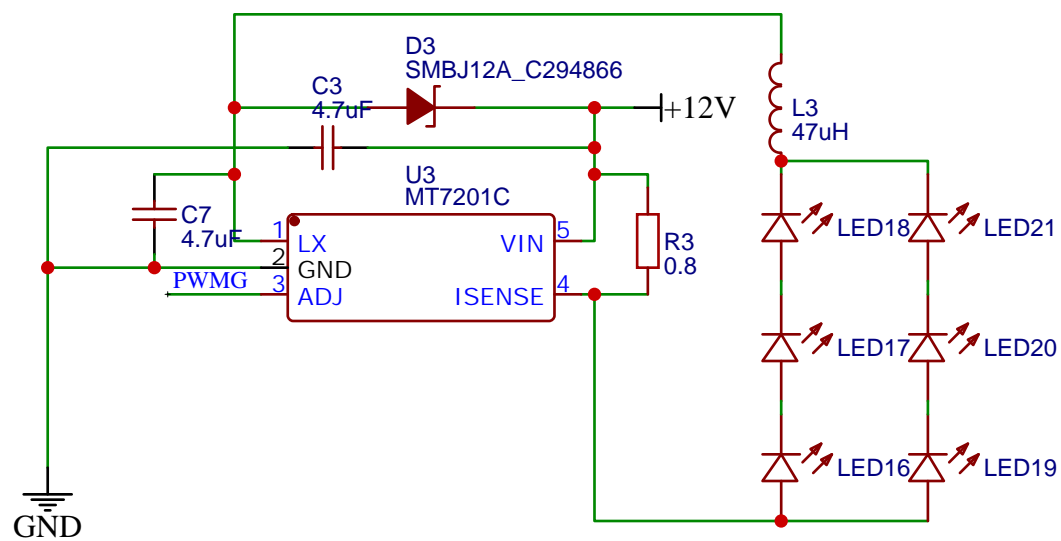 D3
SMBJ12A_C294866
C3
4.7uF
+12V
L3
47uH
U3
MT7201C
C7
4.7uF
1 LX
2 GND
3 ADJ
PWMG
VIN 5
ISENSE 4
R3
0.8
LED18
LED21
LED17
LED20
LED16
LED19
GND